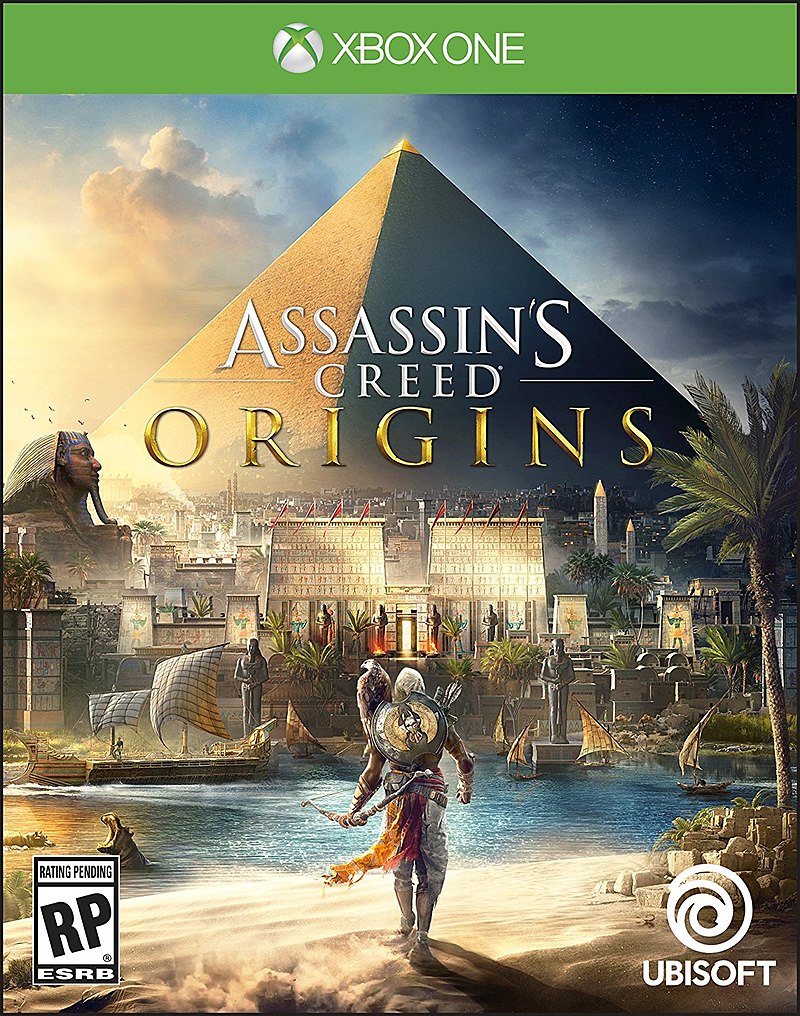 XBOX ONE
ASSASSIN'S
CREED®
ORIGINS
RATING PENDING
RP
®
ESRB
UBISOFT